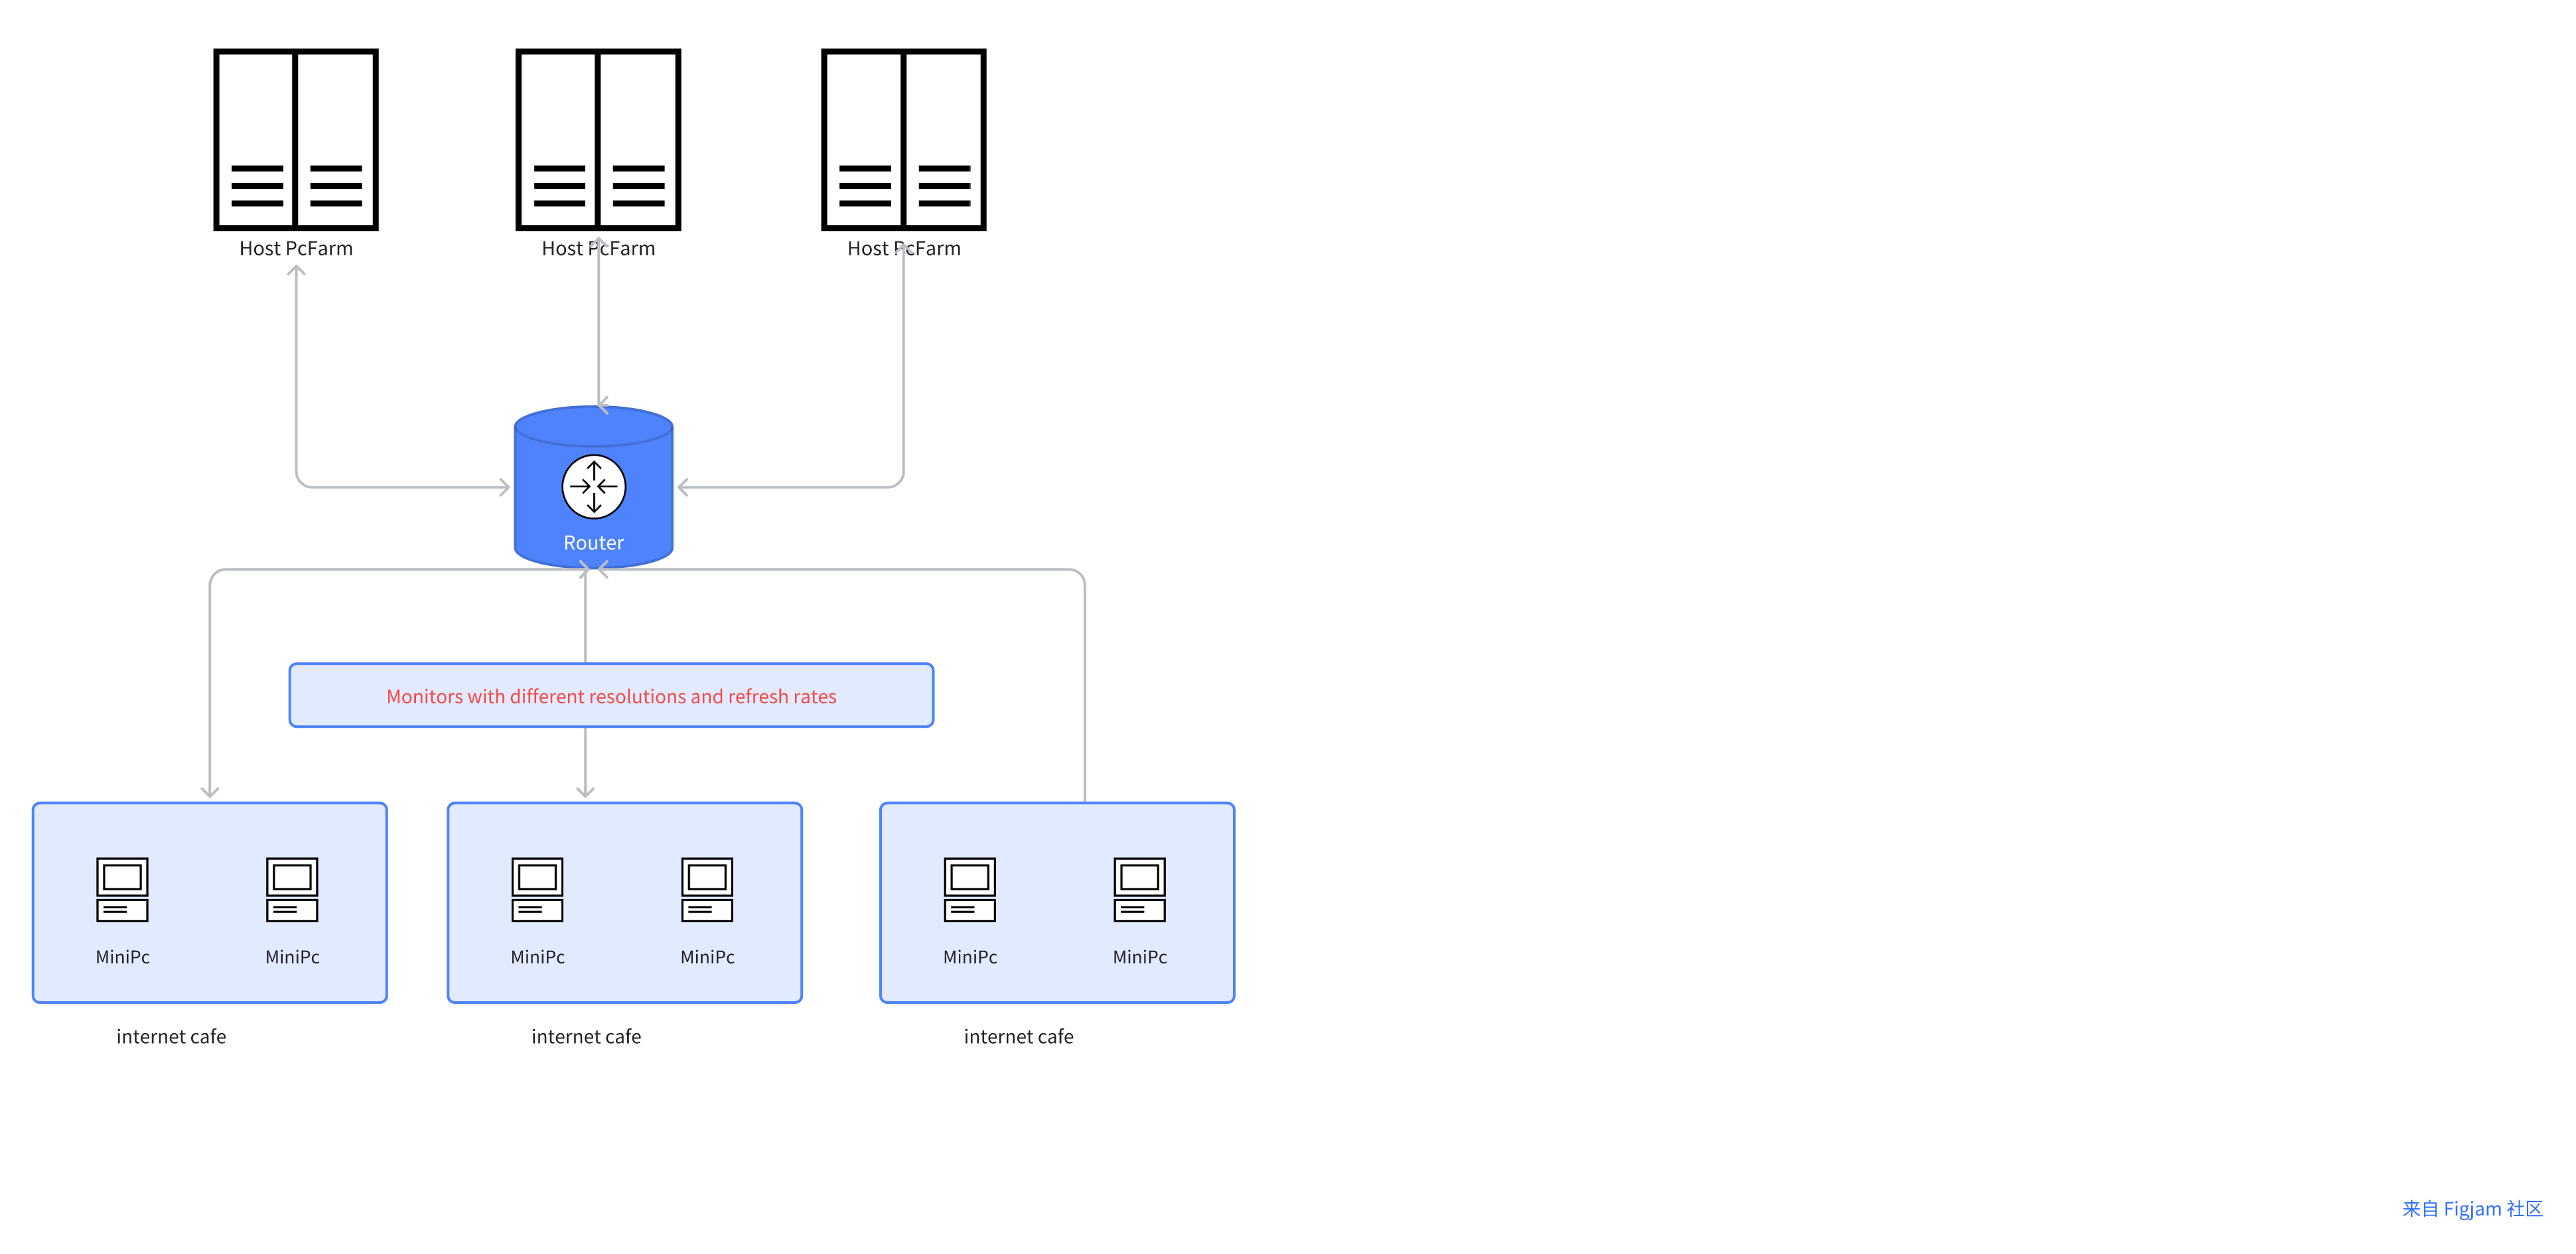 Host PcFarm
Host PcFarm
Host PcFarm
Router
Monitors with different resolutions and refresh rates
MiniPc
MiniPc
MiniPc
MiniPc
MiniPc
MiniPc
internet cafe
internet cafe
internet cafe
来自 Figjam 社区